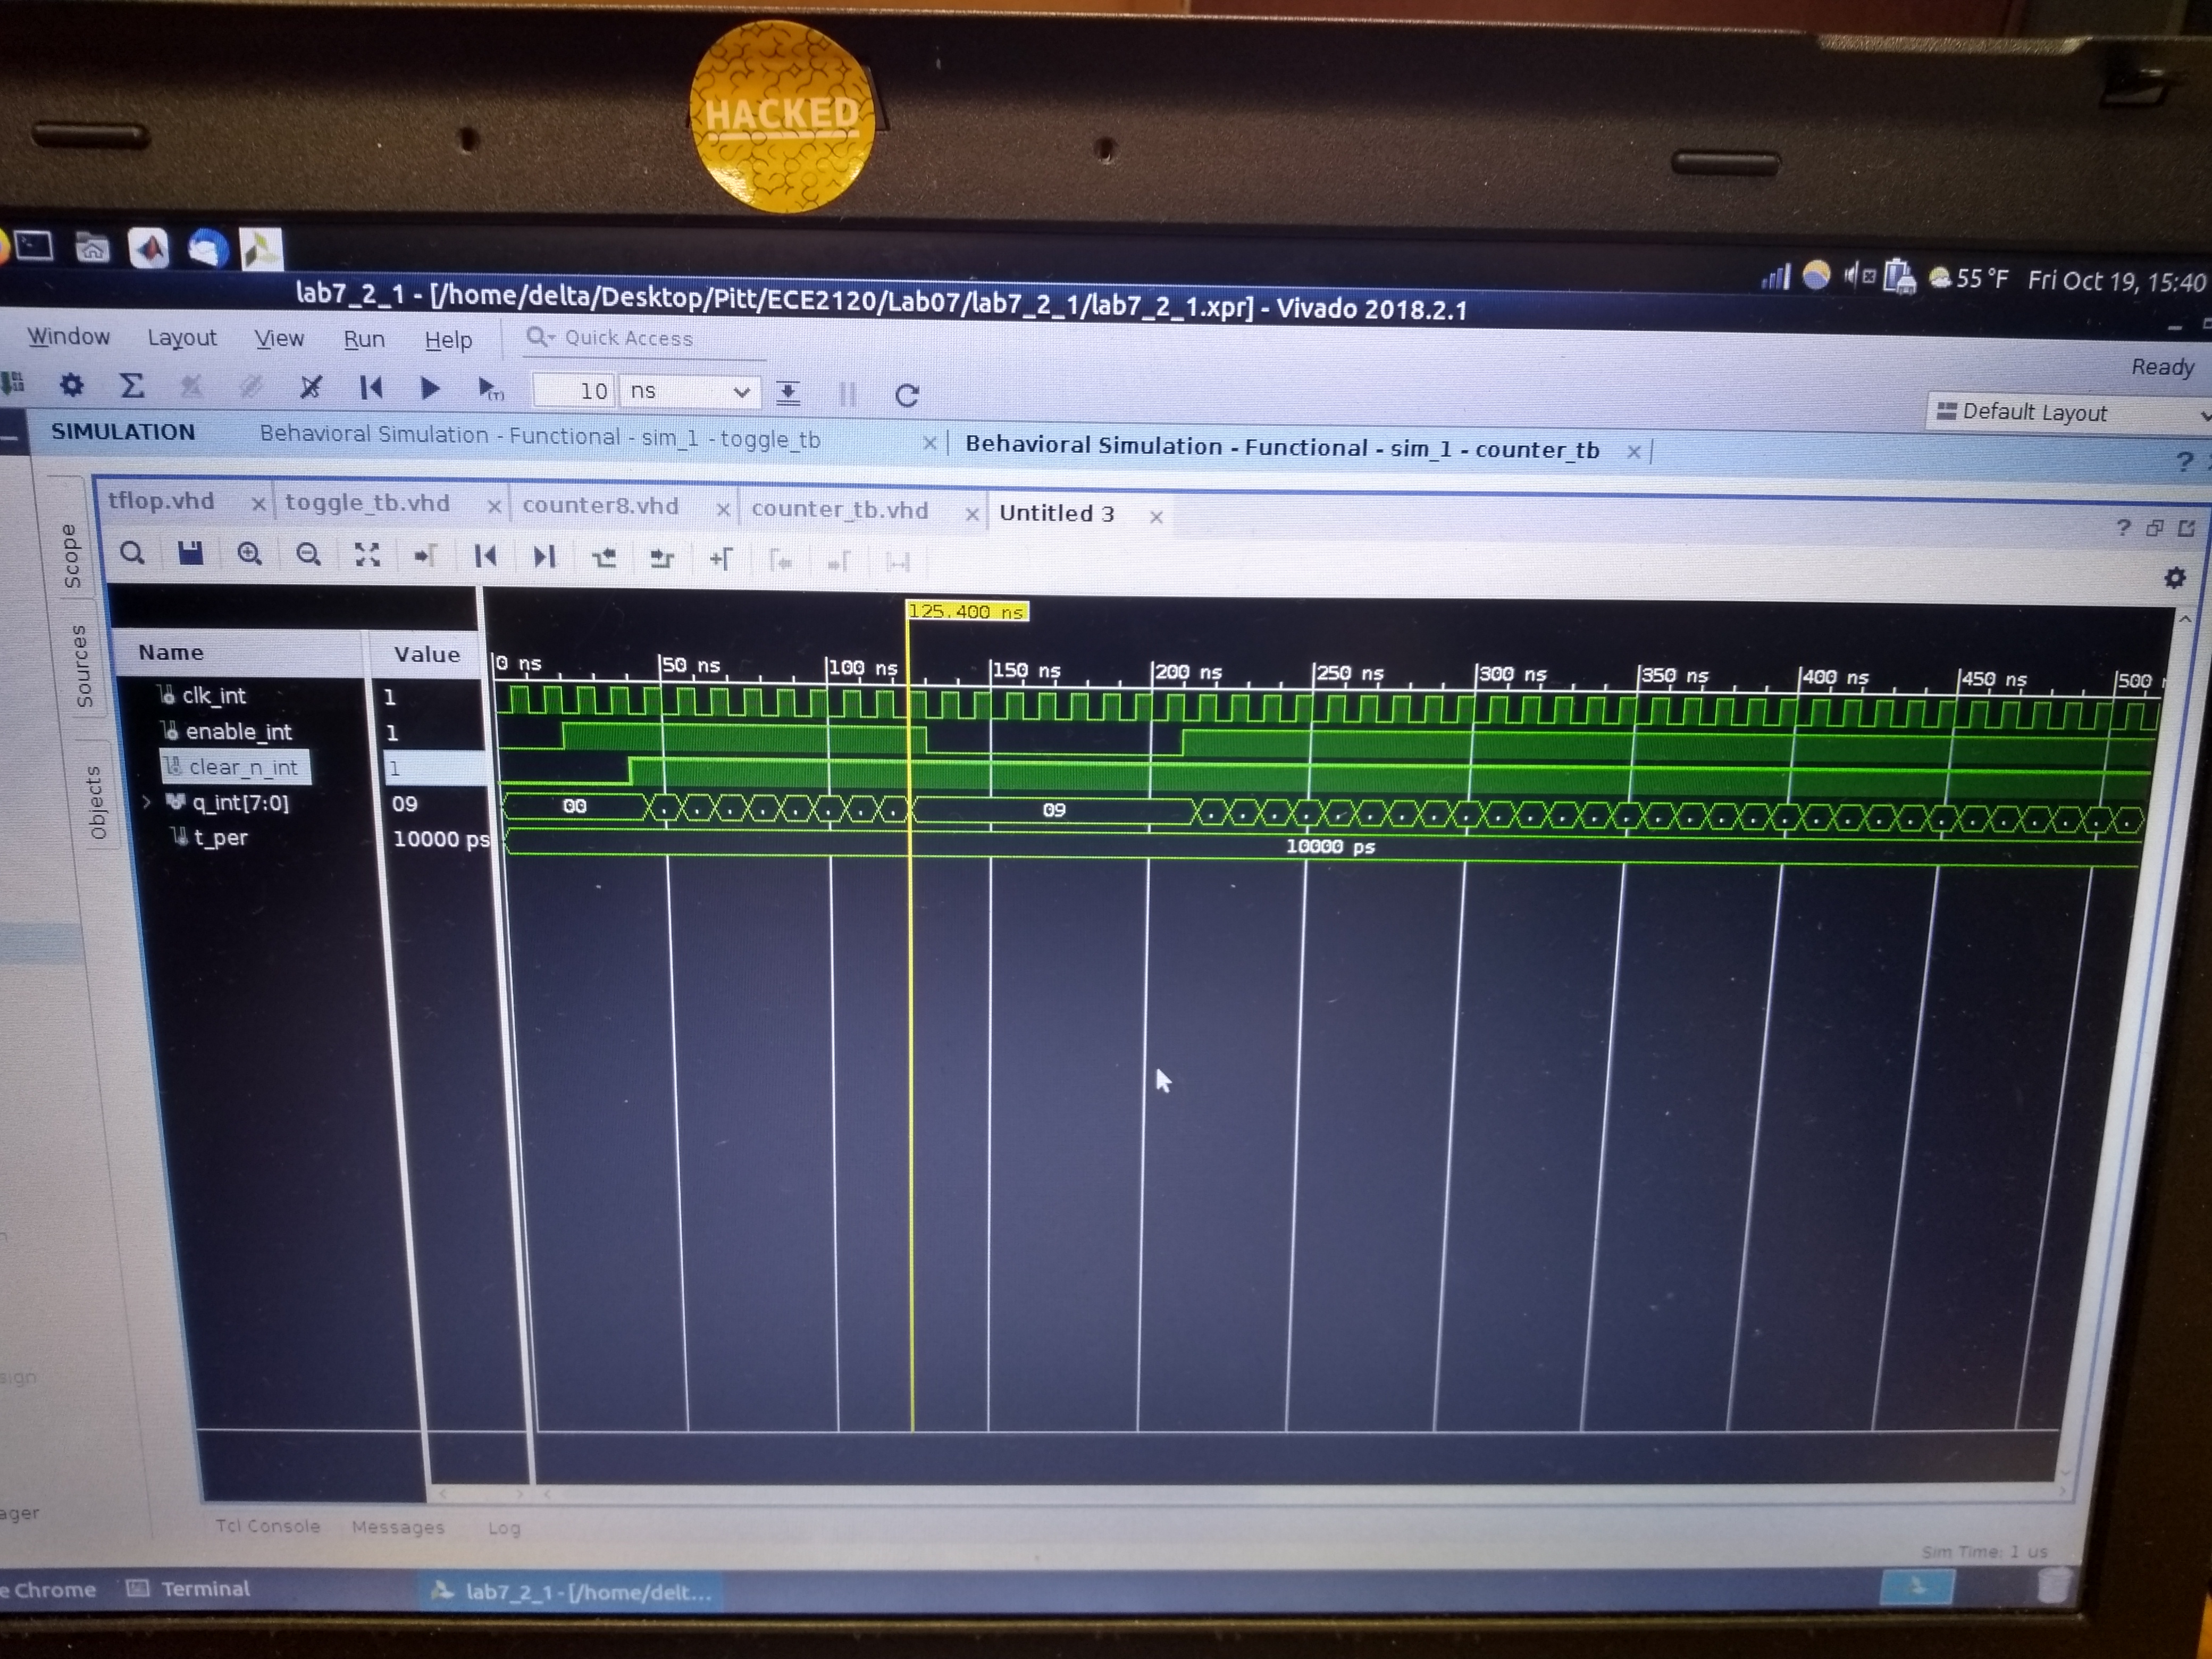 HACKED
55 °F Fri Oct 19, 15:40
lab7_2_1 - [/home/delta/Desktop/Pitt/ECE2120/Lab07/lab7_2_1/lab7_2_1.xpr] - Vivado 2018.2.1
Window Layout View Run Help Quick Access
Ready
10 ns
Default Layout
SIMULATION Behavioral Simulation - Functional - sim_1 - toggle_tb Behavioral Simulation - Functional - sim_1 - counter_tb
tflop.vhd toggle_tb.vhd counter8.vhd counter_tb.vhd Untitled 3
Scope
Sources
Objects
125.400 ns
Name Value
0 ns 50 ns 100 ns 150 ns 200 ns 250 ns 300 ns 350 ns 400 ns 450 ns 500
clk_int 1
enable_int 1
clear_n_int 1
q_int[7:0] 09 00 09
t_per 10000 ps 10000 ps
Tcl Console Messages Log
Sim Time: 1 us
e Chrome Terminal lab7_2_1 - [/home/delt...